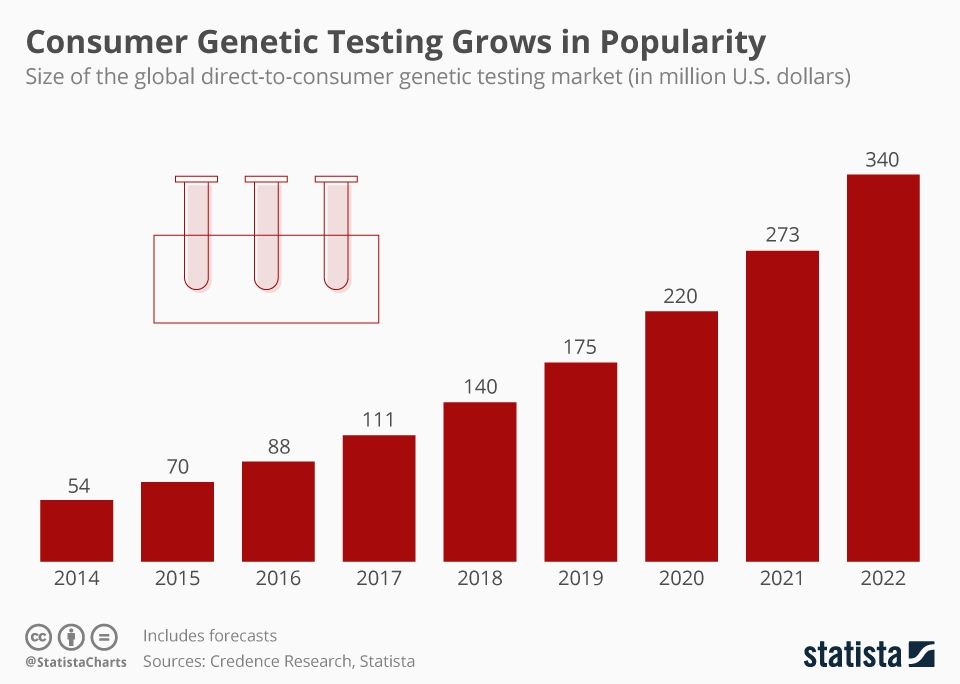 Consumer Genetic Testing Grows in Popularity
Size of the global direct-to-consumer genetic testing market (in million U.S. dollars)
340
273
220
175
140
111
88
70
54
2014 2015 2016 2017 2018 2019 2020 2021 2022
cc
Includes forecasts
@StatistaCharts Sources: Credence Research, Statista
statista